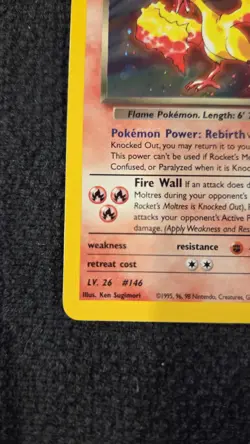 Flame Pokémon. Length: 6'
Pokémon Power: Rebirth
Knocked Out, you may return it to you
This power can't be used if Rocket's Mo
Confused, or Paralyzed when it is Knoc
Fire Wall If an attack does d
Moltres during your opponent's
Rocket's Moltres is Knocked Out),
attacks your opponent's Active P
damage. (Apply Weakness and Res
weakness resistance
retreat cost
LV. 26 #146
Illus. Ken Sugimori ©1995, 96, 98 Nintendo, Creatures, G